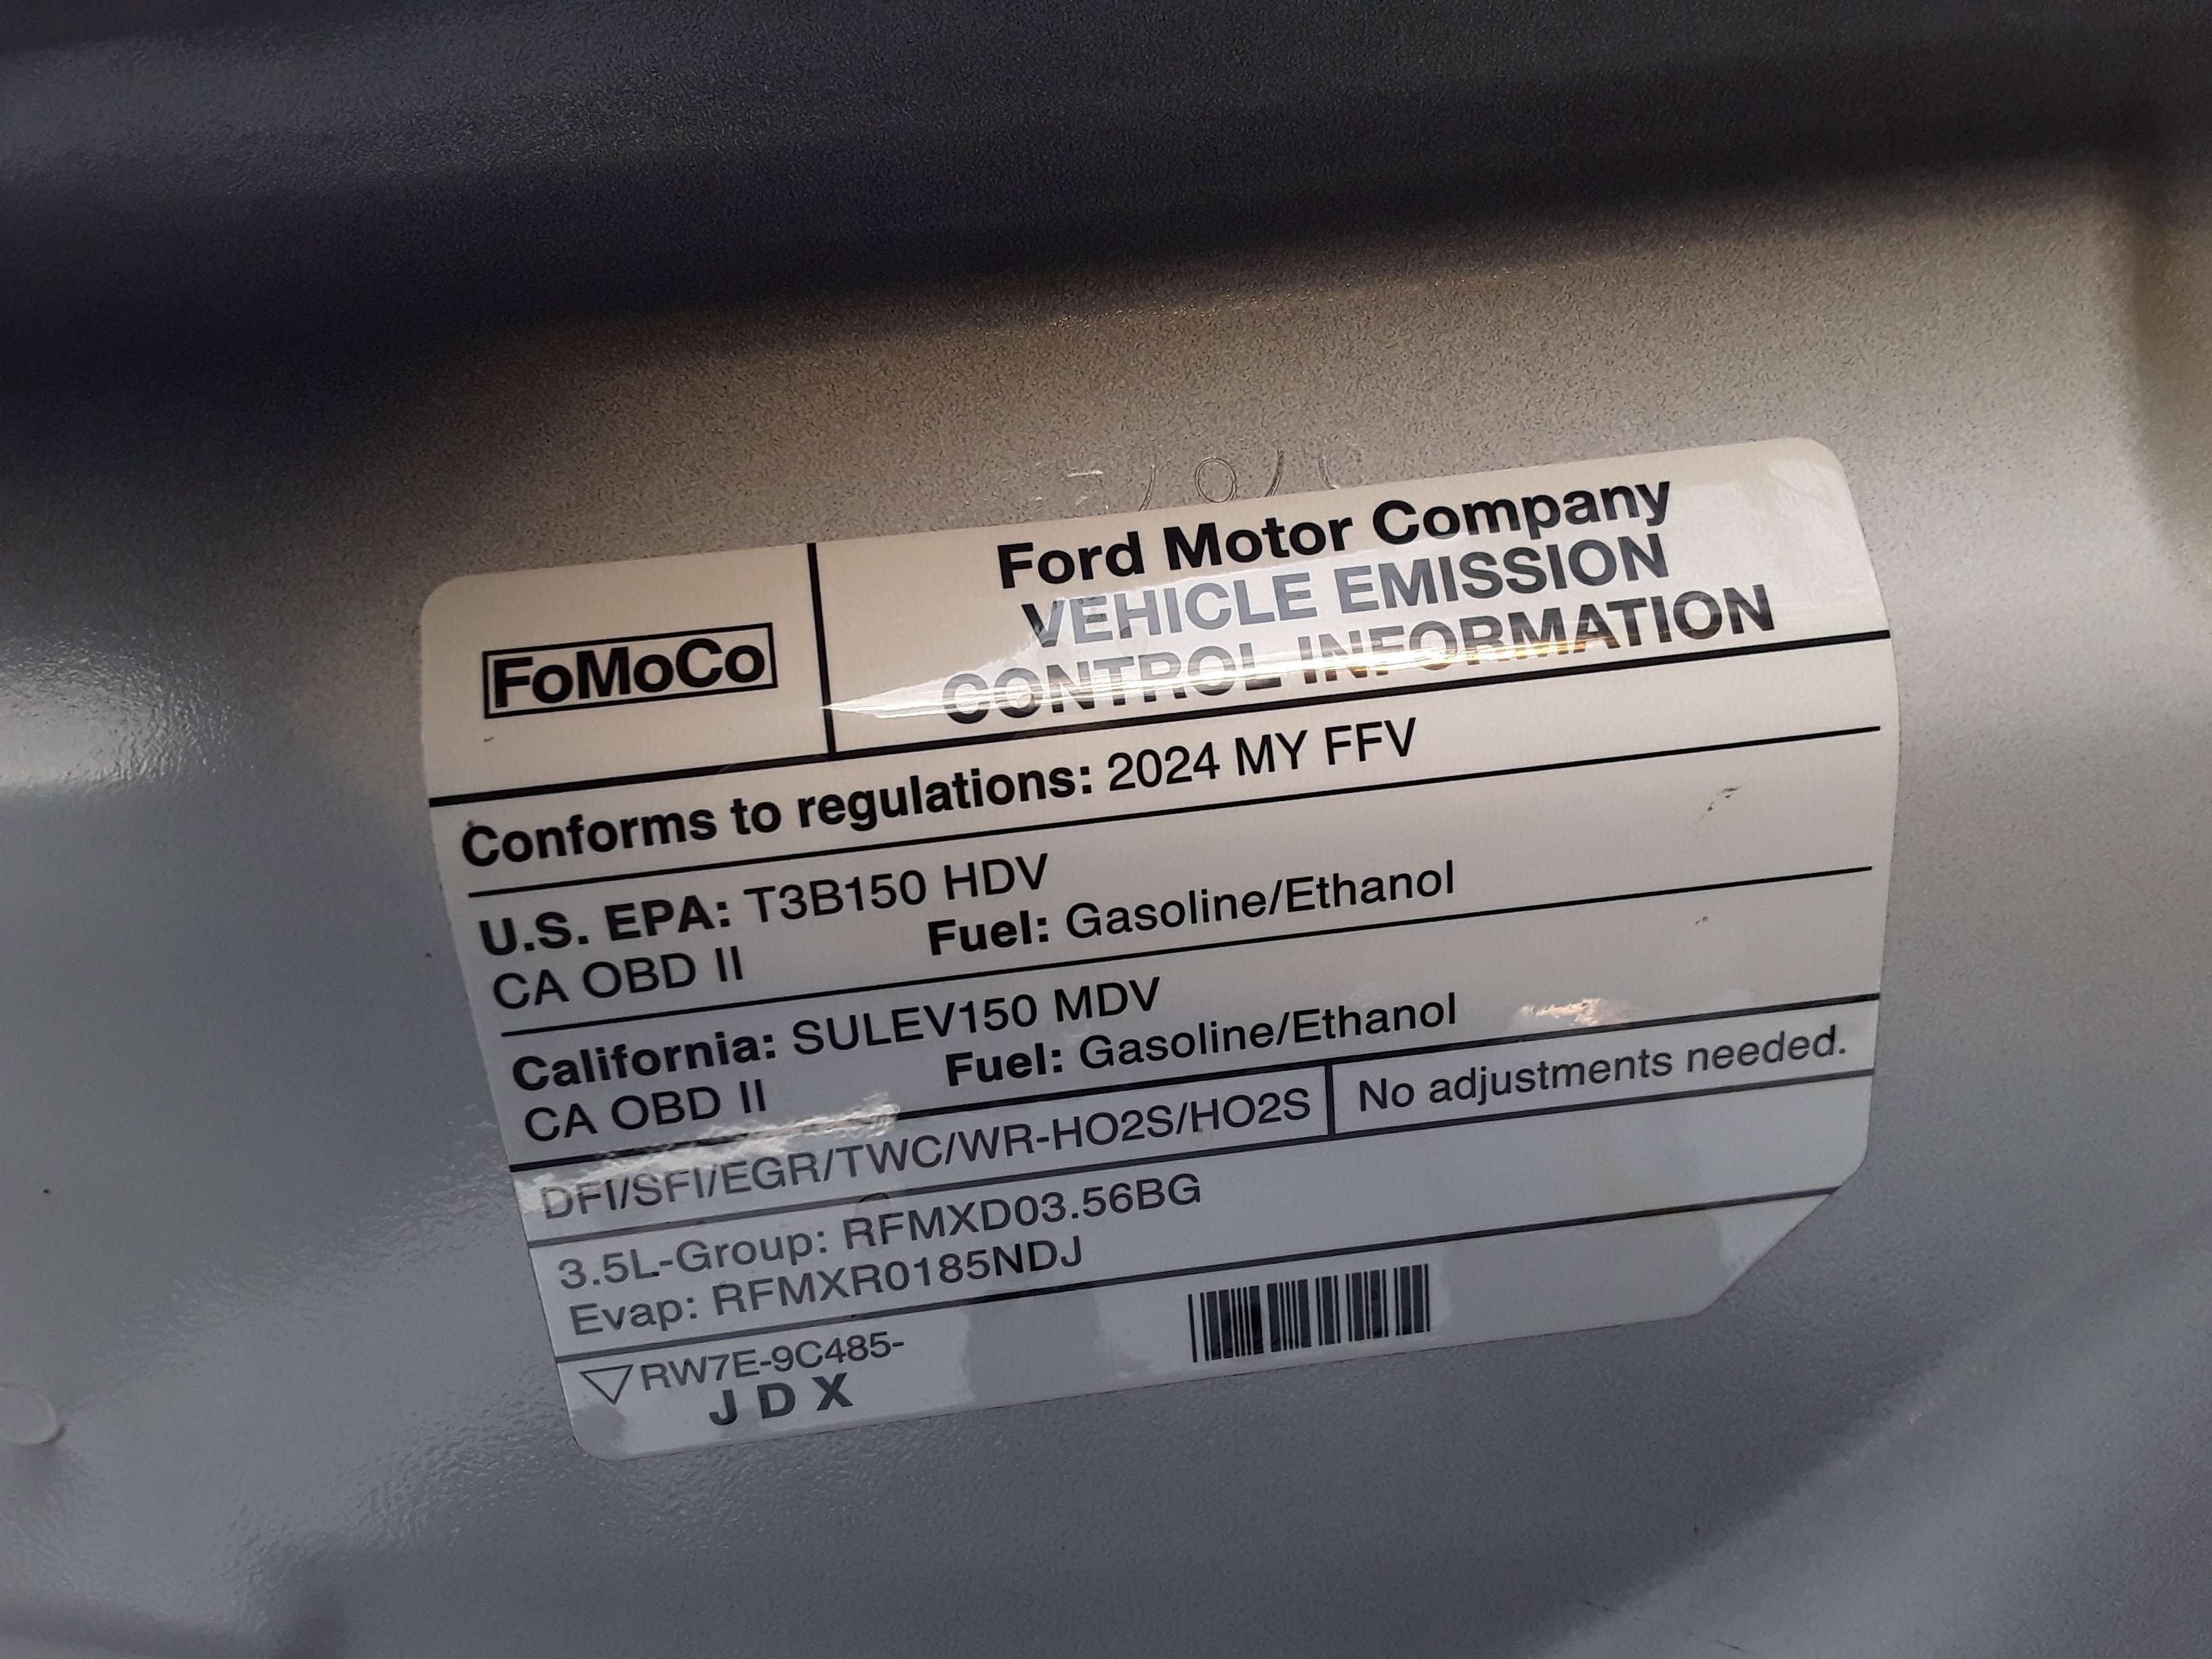 FoMoCo
Ford Motor Company
VEHICLE EMISSION
CONTROL INFORMATION
Conforms to regulations: 2024 MY FFV
U.S. EPA: T3B150 HDV
CA OBD II Fuel: Gasoline/Ethanol
California: SULEV150 MDV
CA OBD II Fuel: Gasoline/Ethanol
DFI/SFI/EGR/TWC/WR-HO2S/HO2S No adjustments needed.
3.5L-Group: RFMXD03.56BG
Evap: RFMXR0185NDJ
RW7E-9C485-
J D X